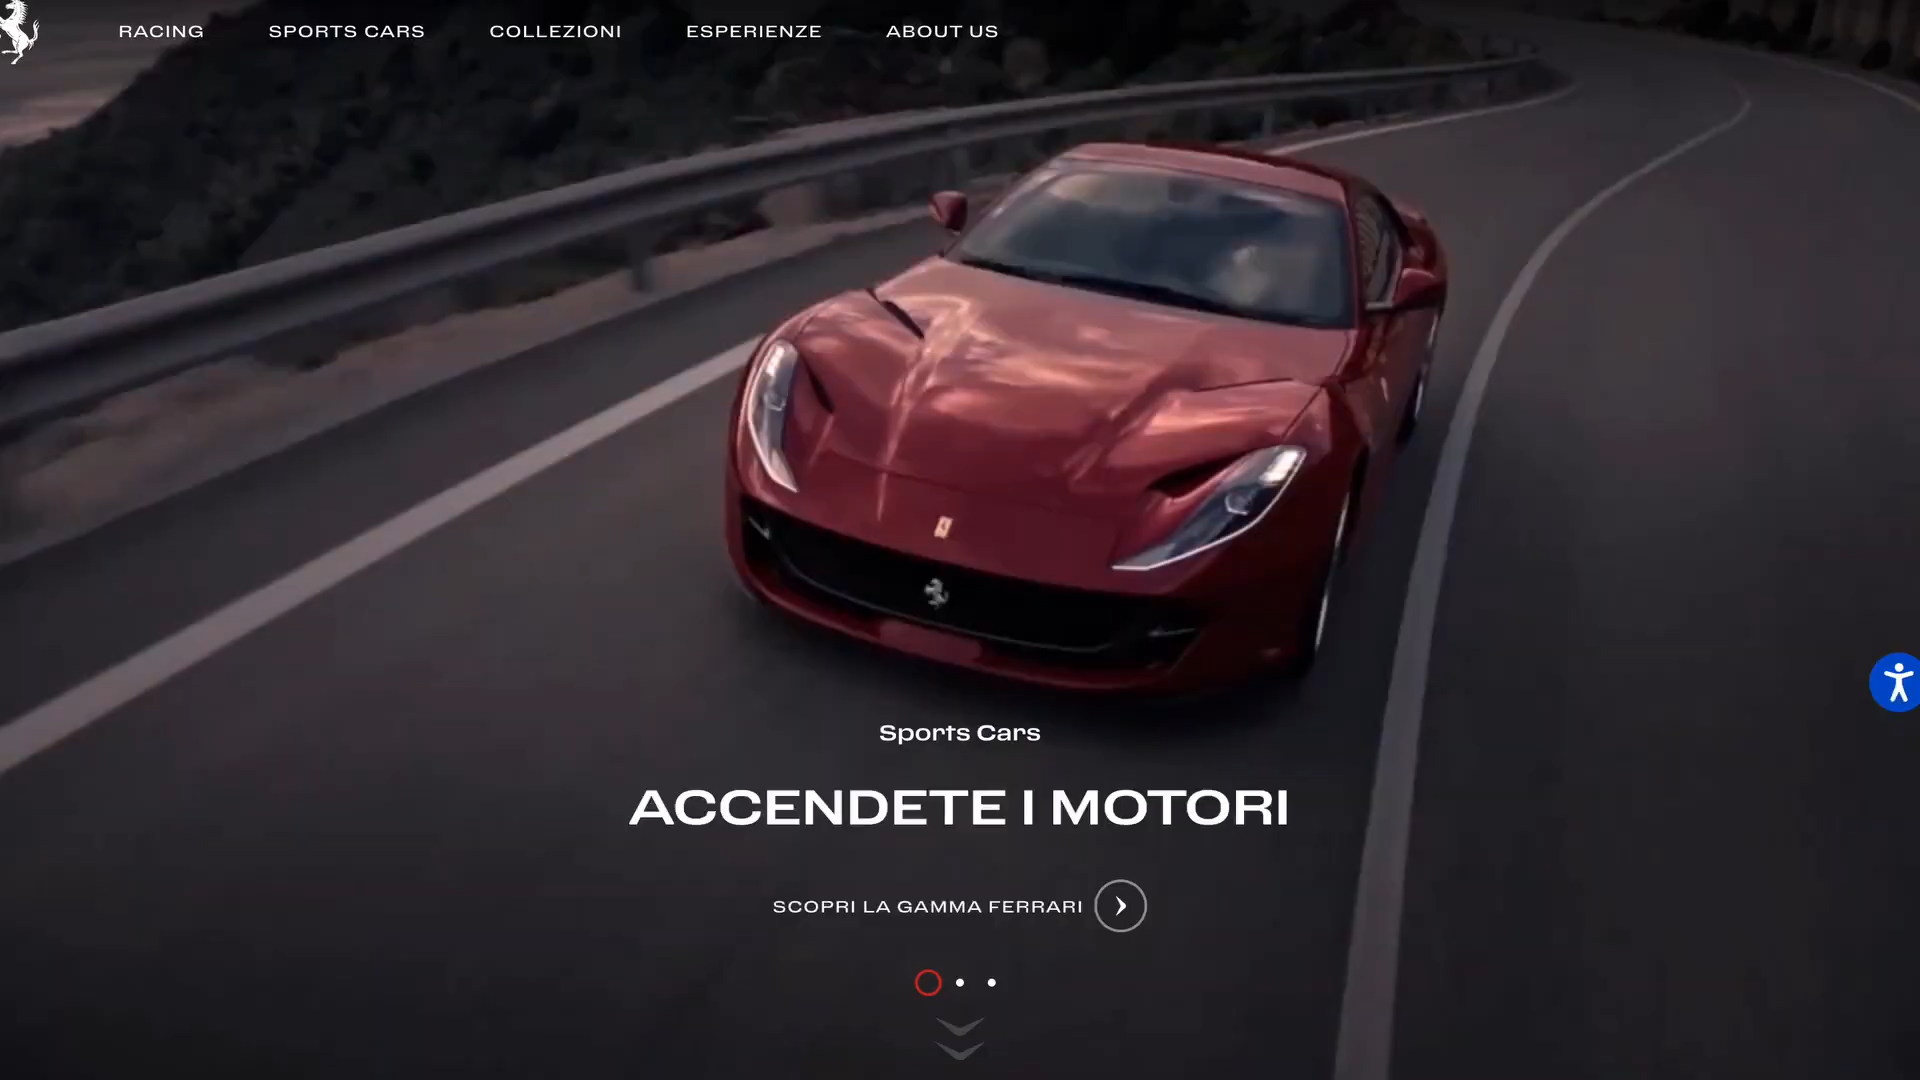 RACING
SPORTS CARS
COLLEZIONI
ESPERIENZE
ABOUT US
Sports Cars
ACCENDETE I MOTORI
SCOPRI LA GAMMA FERRARI